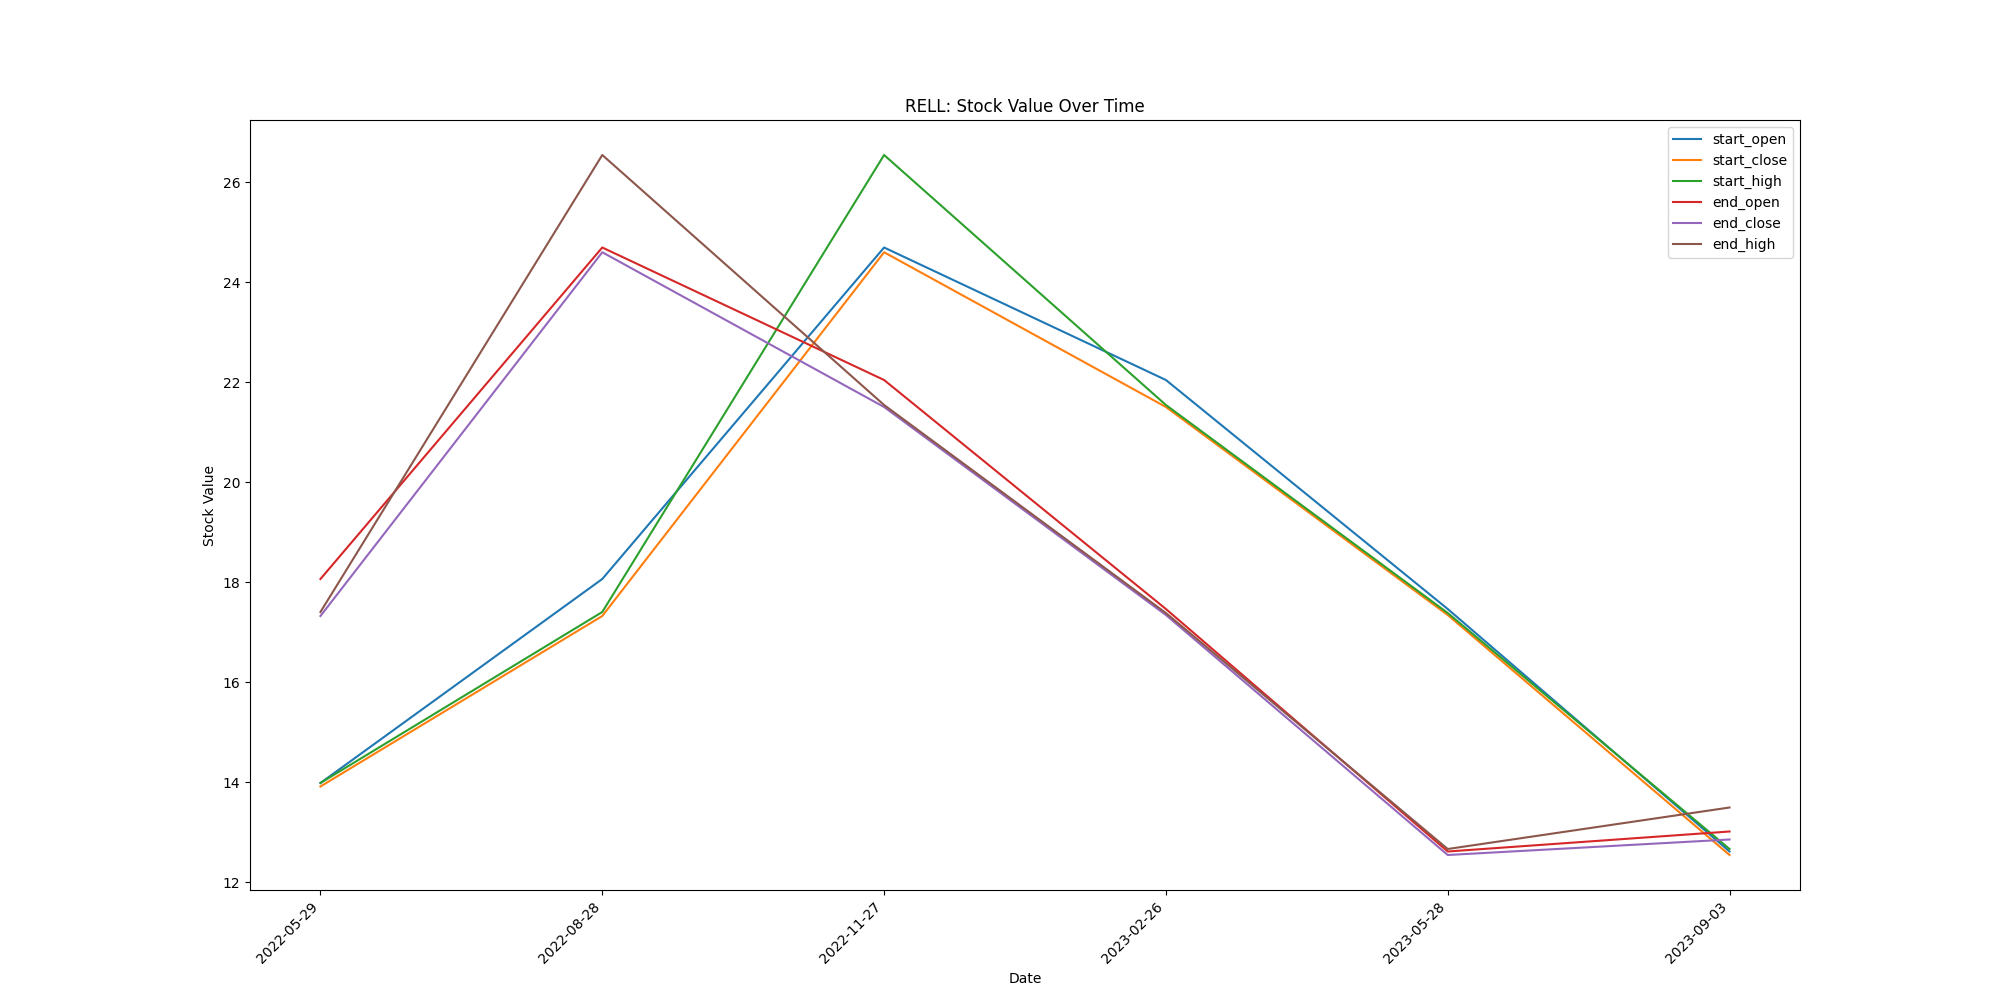 RELL: Stock Value Over Time
start_open
start_close
start_high
end_open
end_close
end_high
Stock Value
26
24
22
20
18
16
14
12
2022-05-29
2022-08-28
2022-11-27
2023-02-26
2023-05-28
2023-09-03
Date